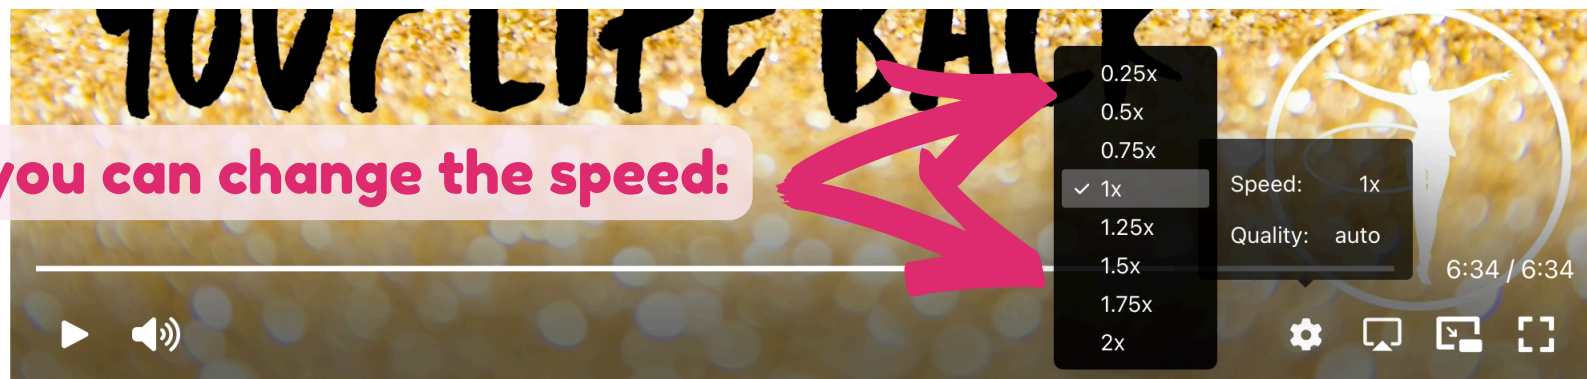 YOUR LIFE BACK
you can change the speed:
0.25x
0.5x
0.75x
1x
1.25x
1.5x
1.75x
2x
Speed: 1x
Quality: auto
6:34 / 6:34